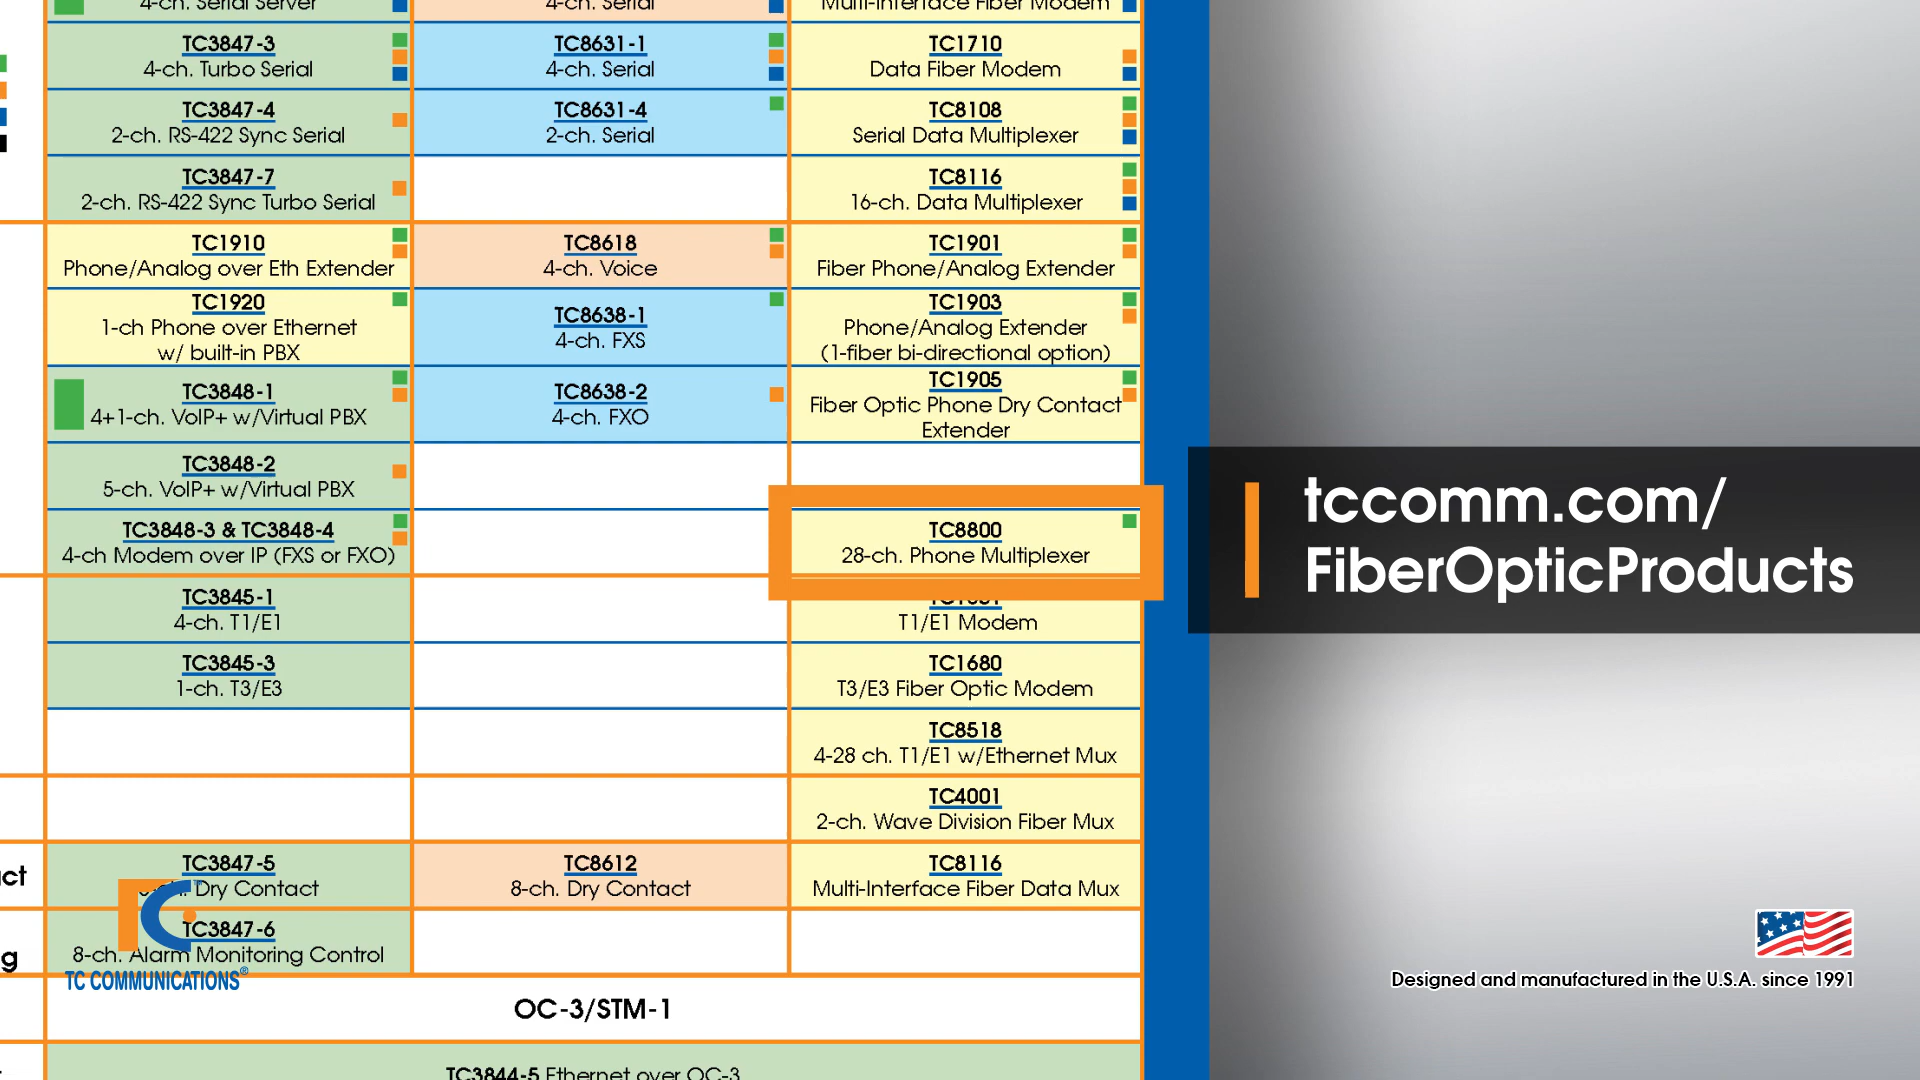 4-ch. Serial Server
4-ch. Serial
Multi-Interface Fiber Modem
TC3847-3
4-ch. Turbo Serial
TC8631-1
4-ch. Serial
TC1710
Data Fiber Modem
TC3847-4
2-ch. RS-422 Sync Serial
TC8631-4
2-ch. Serial
TC8108
Serial Data Multiplexer
TC3847-7
2-ch. RS-422 Sync Turbo Serial
TC8116
16-ch. Data Multiplexer
TC1910
Phone/Analog over Eth Extender
TC8618
4-ch. Voice
TC1901
Fiber Phone/Analog Extender
TC1920
1-ch Phone over Ethernet
w/ built-in PBX
TC8638-1
4-ch. FXS
TC1903
Phone/Analog Extender
(1-fiber bi-directional option)
TC3848-1
4+1-ch. VoIP+ w/Virtual PBX
TC8638-2
4-ch. FXO
TC1905
Fiber Optic Phone Dry Contact
Extender
TC3848-2
5-ch. VoIP+ w/Virtual PBX
TC3848-3 & TC3848-4
4-ch Modem over IP (FXS or FXO)
TC8800
28-ch. Phone Multiplexer
TC3845-1
4-ch. T1/E1
T1/E1 Modem
TC3845-3
1-ch. T3/E3
TC1680
T3/E3 Fiber Optic Modem
TC8518
4-28 ch. T1/E1 w/Ethernet Mux
TC4001
2-ch. Wave Division Fiber Mux
TC3847-5
Dry Contact
TC8612
8-ch. Dry Contact
TC8116
Multi-Interface Fiber Data Mux
TC3847-6
8-ch. Alarm Monitoring Control
OC-3/STM-1
TC3844-5 Ethernet over OC-3
tccomm.com/
FiberOpticProducts
TC COMMUNICATIONS®
Designed and manufactured in the U.S.A. since 1991